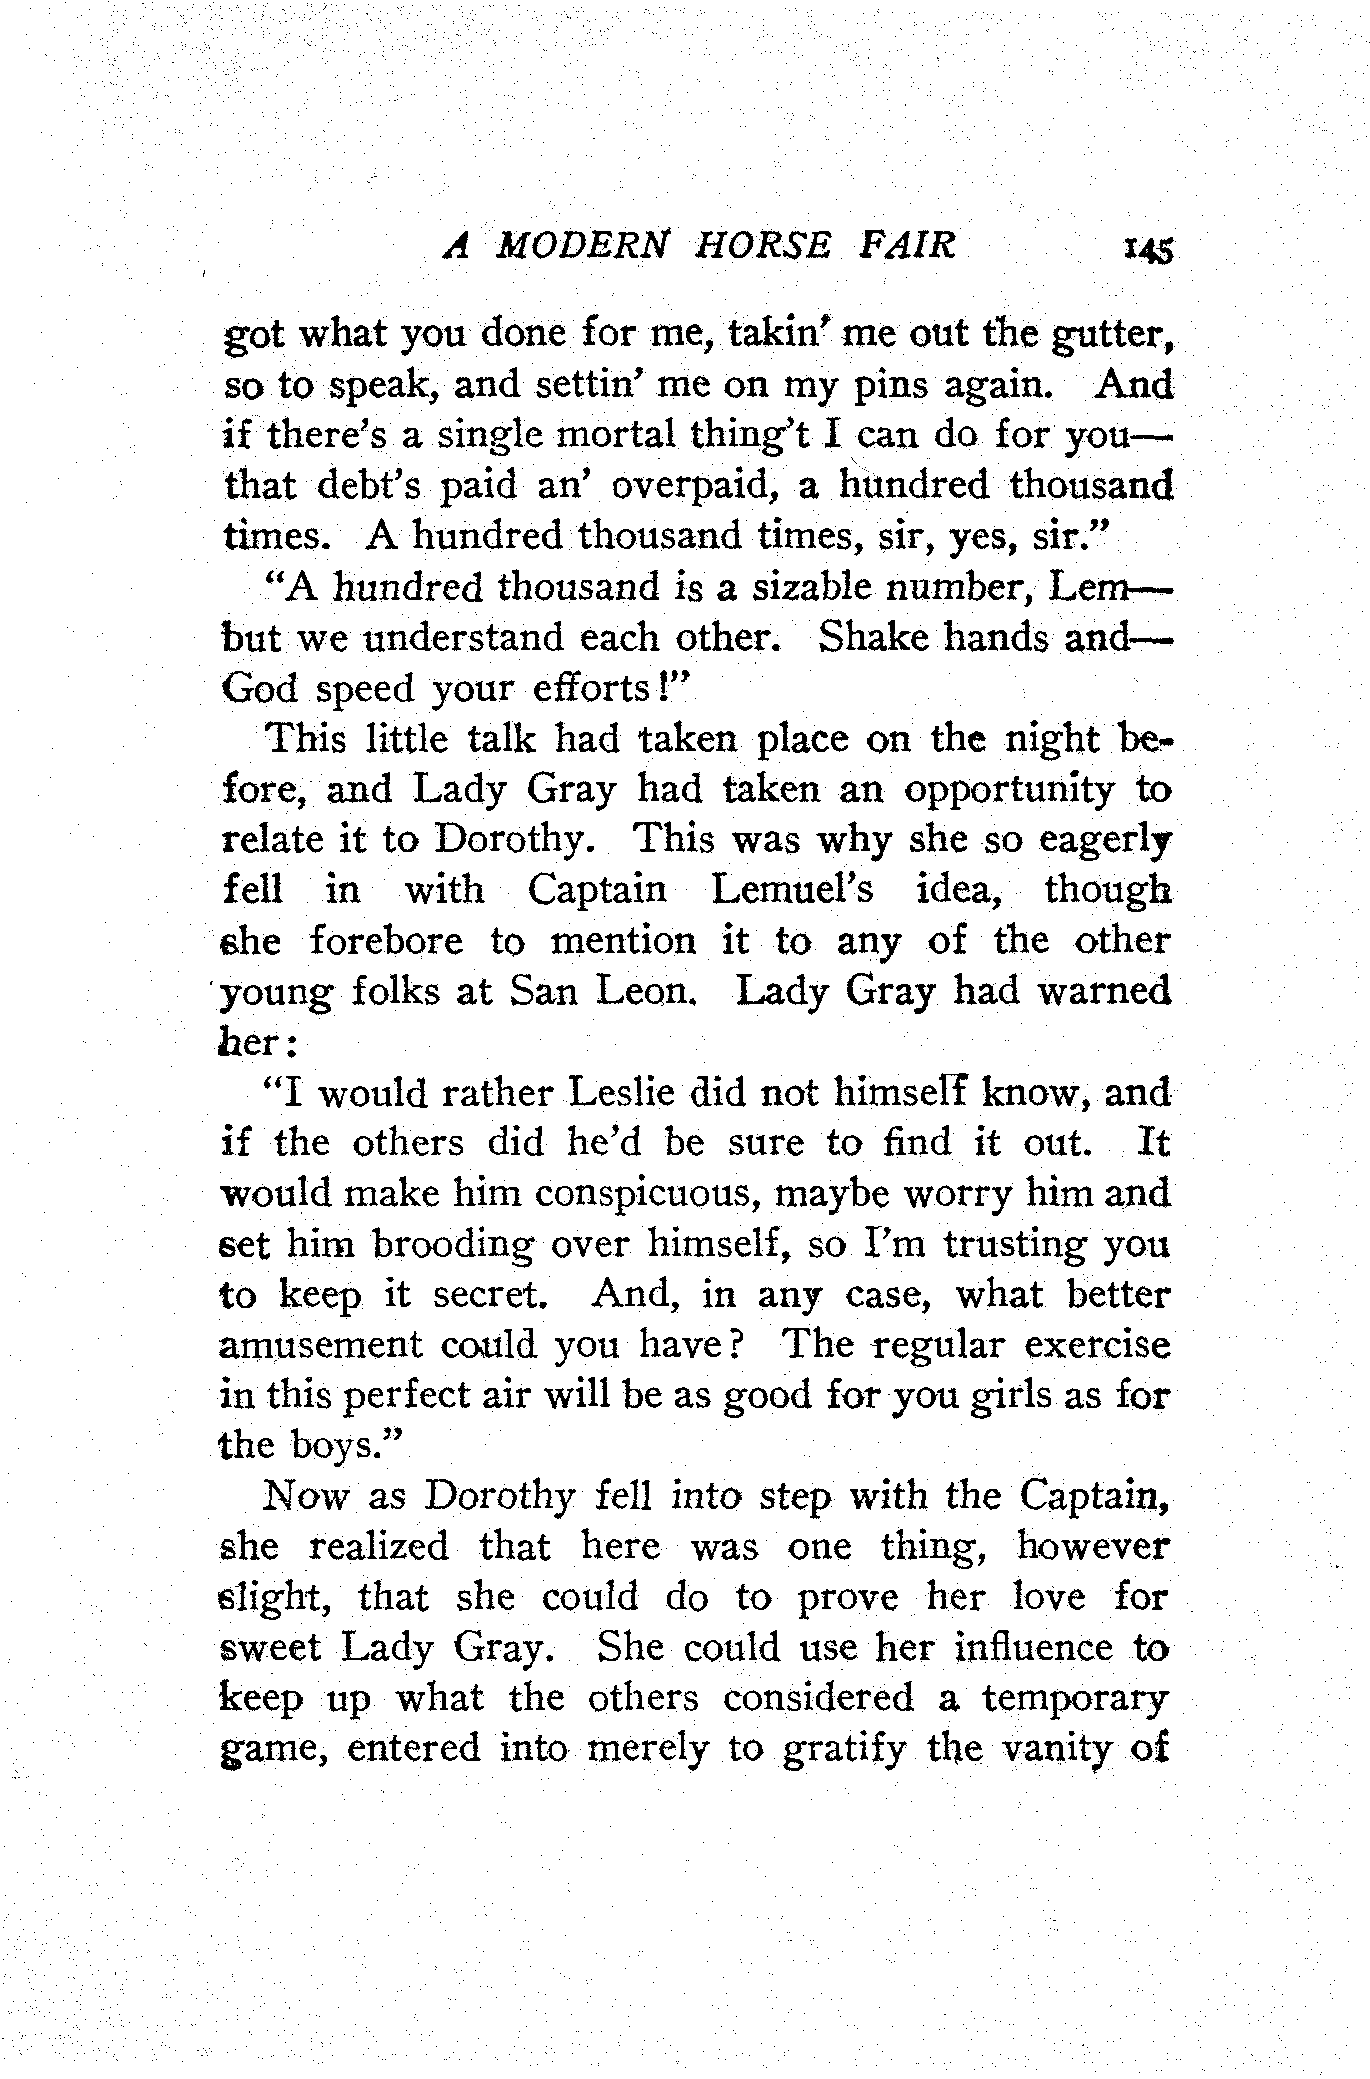 A MODERN HORSE FAIR 145
got what you done for me, takin' me out the gutter,
so to speak, and settin' me on my pins again. And
if there's a single mortal thing't I can do for you—
that debt's paid an' overpaid, a hundred thousand
times. A hundred thousand times, sir, yes, sir."
"A hundred thousand is a sizable number, Lem—
but we understand each other. Shake hands and—
God speed your efforts!"
This little talk had taken place on the night be-
fore, and Lady Gray had taken an opportunity to
relate it to Dorothy. This was why she so eagerly
fell in with Captain Lemuel's idea, though
she forebore to mention it to any of the other
young folks at San Leon. Lady Gray had warned
her:
"I would rather Leslie did not himself know, and
if the others did he'd be sure to find it out. It
would make him conspicuous, maybe worry him and
set him brooding over himself, so I'm trusting you
to keep it secret. And, in any case, what better
amusement could you have? The regular exercise
in this perfect air will be as good for you girls as for
the boys."
Now as Dorothy fell into step with the Captain,
she realized that here was one thing, however
slight, that she could do to prove her love for
sweet Lady Gray. She could use her influence to
keep up what the others considered a temporary
game, entered into merely to gratify the vanity of